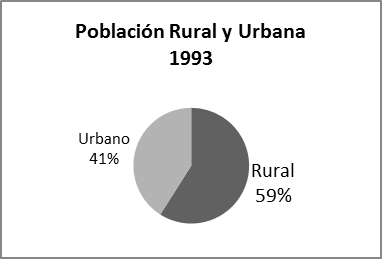 Población Rural y Urbana
1993
Urbano
41%
Rural
59%